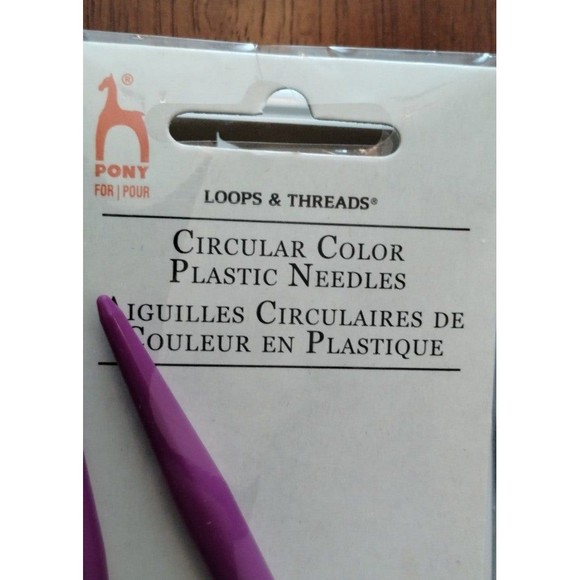 ®
PONY
FOR | POUR
LOOPS & THREADS®
CIRCULAR COLOR
PLASTIC NEEDLES
AIGUILLES CIRCULAIRES DE
COULEUR EN PLASTIQUE